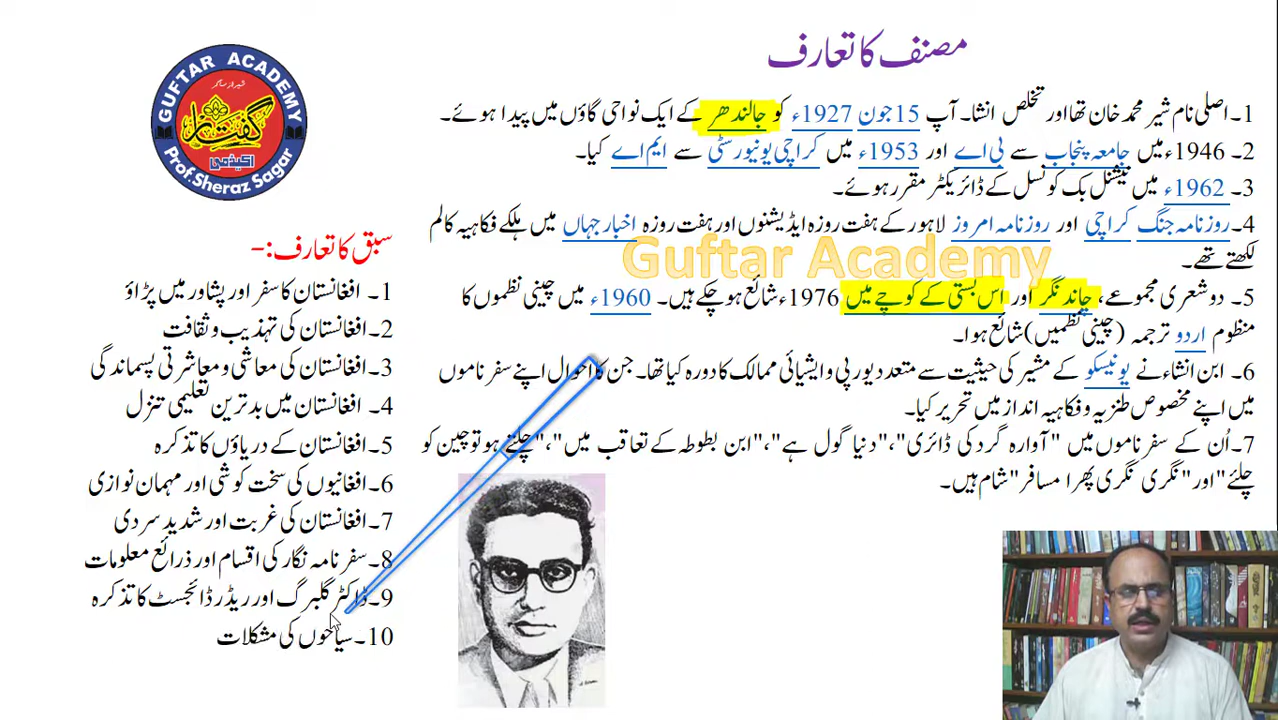 مصنف کا تعارف
1۔ اصلی نام شیر محمد خان تھا اور تخلص انشا۔ آپ 15 جون 1927ء کو جالندھر کے ایک نواحی گاؤں میں پیدا ہوئے۔
2۔ 1946ء میں جامعہ پنجاب سے بی اے اور 1953ء میں کراچی یونیورسٹی سے ایم اے کیا۔
3۔ 1962ء میں نیشنل بک کونسل کے ڈائریکٹر مقرر ہوئے۔
4۔ روزنامہ جنگ کراچی اور روزنامہ امروز لاہور کے ہفت روزہ ایڈیشنوں اور ہفت روزہ اخبار جہاں میں ہلکے فکاہیہ کالم
لکھتے تھے۔
Guftar Academy
5۔ دو شعری مجموعے، چاند نگر اور اس بستی کے کوچے میں 1976ء شائع ہو چکے ہیں۔ 1960ء میں چینی نظموں کا
منظوم اردو ترجمہ (چینی نظمیں) شائع ہوا۔
6۔ ابن انشاء نے یونیسکو کے مشیر کی حیثیت سے متعدد یورپی و ایشیائی ممالک کا دورہ کیا تھا۔ جن کا احوال اپنے سفر ناموں
میں اپنے مخصوص طنزیہ و فکاہیہ انداز میں تحریر کیا۔
7۔ اُن کے سفر ناموں میں "آوارہ گرد کی ڈائری"، "دنیا گول ہے"، "ابن بطوطہ کے تعاقب میں"، "چلتے ہو تو چین کو
چلئے" اور "نگری نگری پھرا مسافر" شام ہیں۔
GUFTAR ACADEMY
شیراز ساگر
گفتار
اکیڈمی
Prof.Sheraz Sagar
سبق کا تعارف:-
1۔ افغانستان کا سفر اور پشاور میں پڑاؤ
2۔ افغانستان کی تہذیب و ثقافت
3۔ افغانستان کی معاشی و معاشرتی پسماندگی
4۔ افغانستان میں بدترین تعلیمی تنزل
5۔ افغانستان کے دریاؤں کا تذکرہ
6۔ افغانیوں کی سخت کوشی اور مہمان نوازی
7۔ افغانستان کی غربت اور شدید سردی
8۔ سفر نامہ نگار کی اقسام اور ذرائع معلومات
9۔ ڈاکٹر گلبرگ اور ریڈر ڈائجسٹ کا تذکرہ
10۔ سیاحوں کی مشکلات